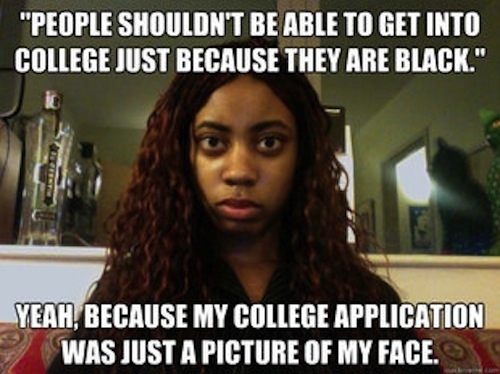 "PEOPLE SHOULDN'T BE ABLE TO GET INTO
COLLEGE JUST BECAUSE THEY ARE BLACK."
YEAH, BECAUSE MY COLLEGE APPLICATION
WAS JUST A PICTURE OF MY FACE.